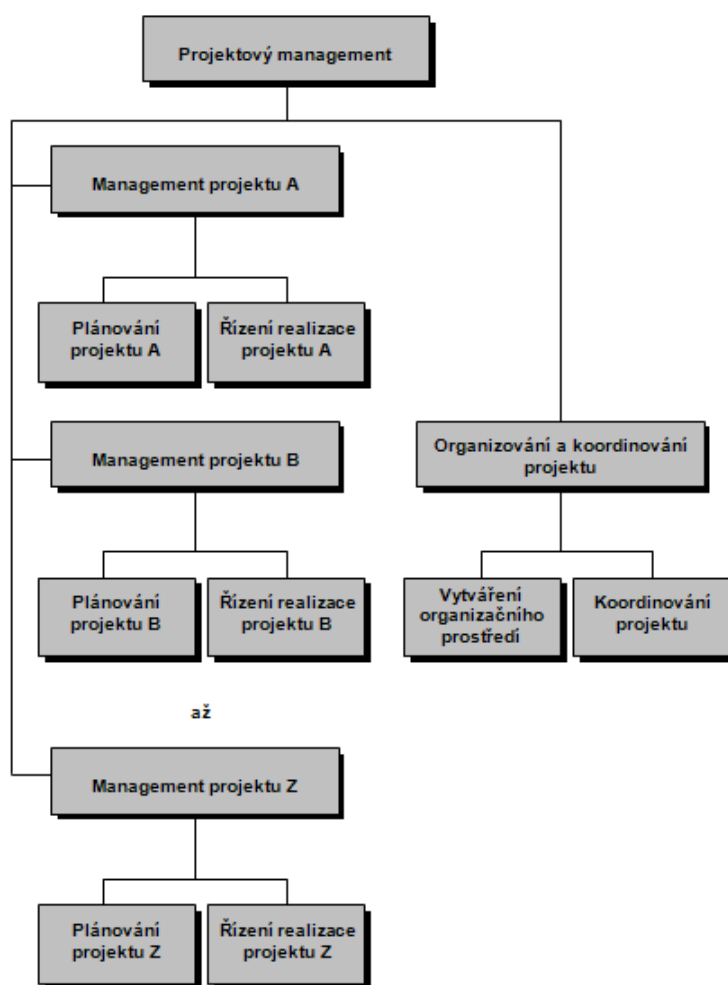 Projektový management
Management projektu A
Plánování
projektu A
Řízení realizace
projektu A
Management projektu B
Organizování a koordinování
projektu
Plánování
projektu B
Řízení realizace
projektu B
Vytváření
organizačního
prostředí
Koordinování
projektu
až
Management projektu Z
Plánování
projektu Z
Řízení realizace
projektu Z